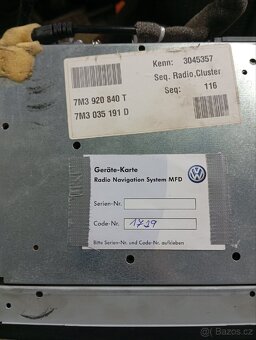 Kenn: 3045357
Seq. Radio,Cluster
7M3 920 840 T
Seq: 116
7M3 035 191 D
Geräte-Karte
Radio Navigation System MFD
Serien-Nr.
Code-Nr. 1739
Bitte Serien-Nr. und Code-Nr. aufkleben
© Bazos.cz